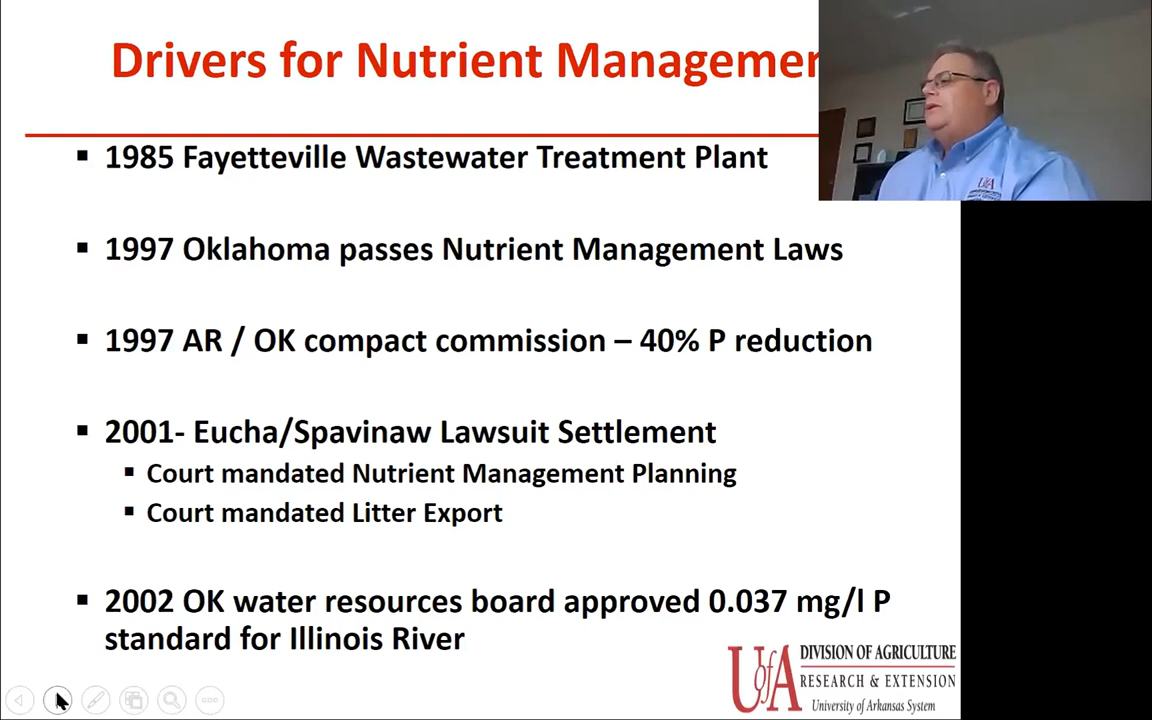 Drivers for Nutrient Managemen
▪ 1985 Fayetteville Wastewater Treatment Plant
▪ 1997 Oklahoma passes Nutrient Management Laws
▪ 1997 AR / OK compact commission – 40% P reduction
▪ 2001- Eucha/Spavinaw Lawsuit Settlement
▪ Court mandated Nutrient Management Planning
▪ Court mandated Litter Export
▪ 2002 OK water resources board approved 0.037 mg/l P
standard for Illinois River
UofA
DIVISION OF AGRICULTURE
RESEARCH & EXTENSION
University of Arkansas System
UofA